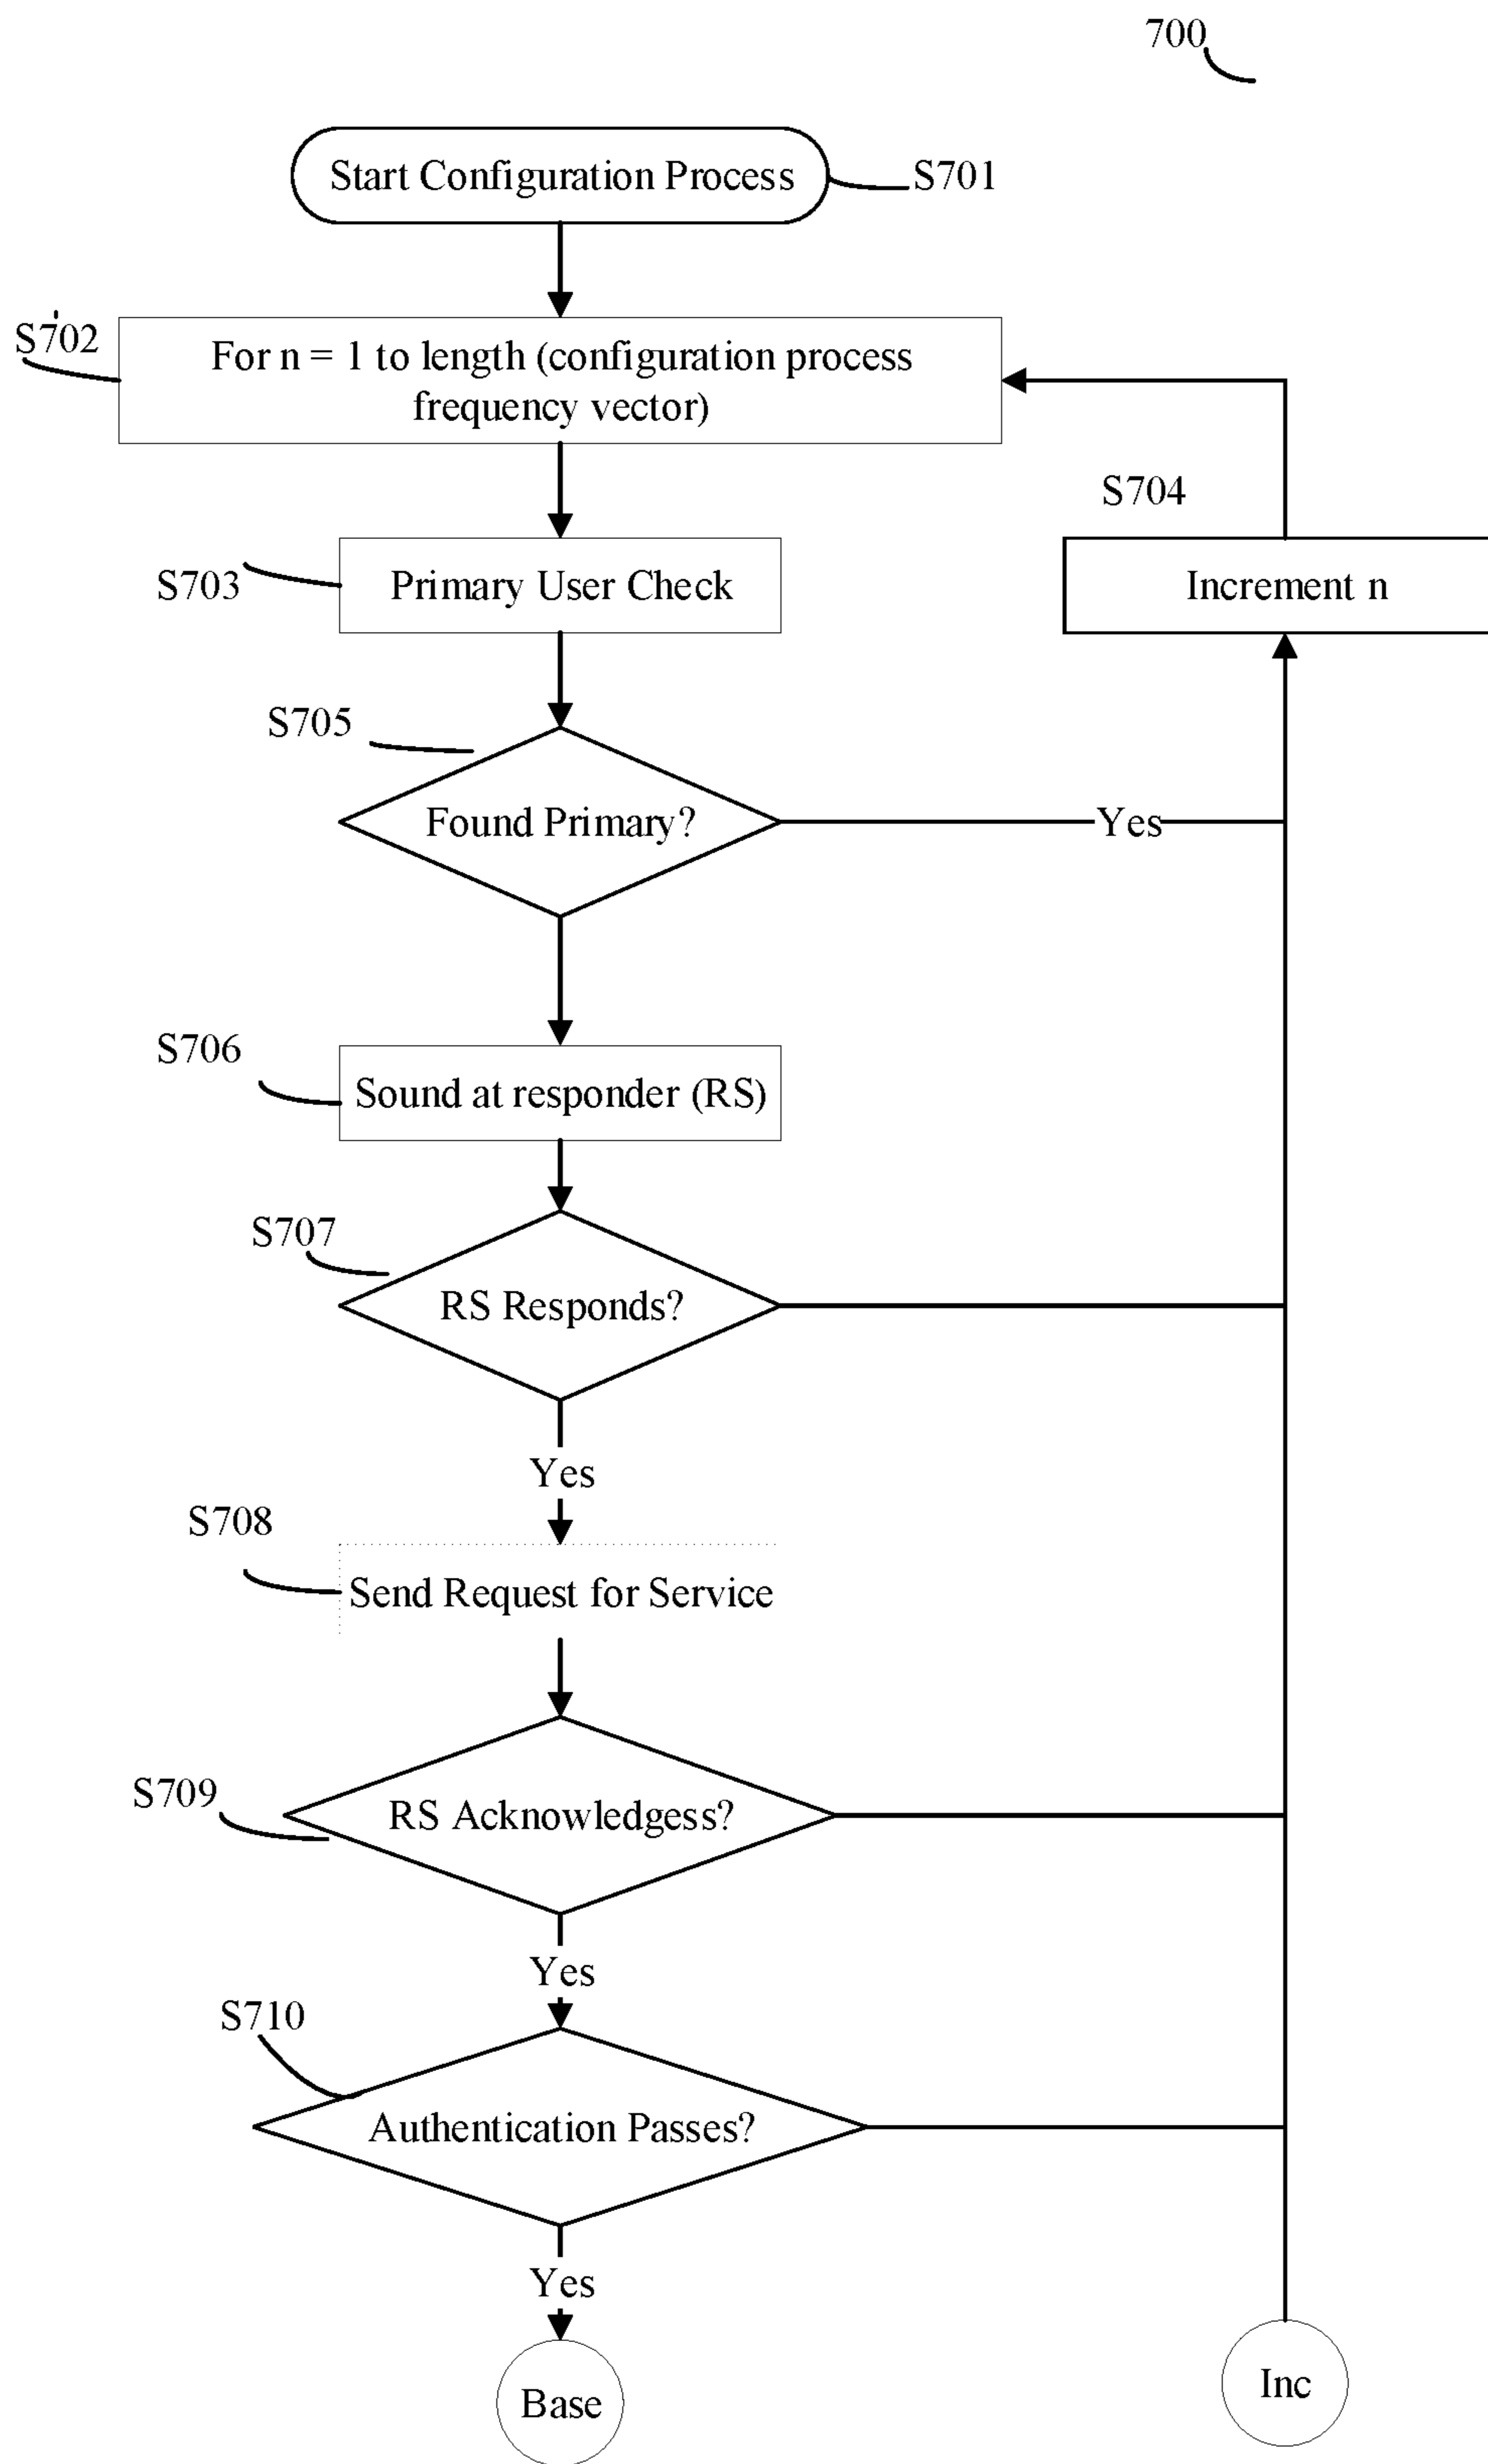 700
Start Configuration Process
S701
S702
For n = 1 to length (configuration process
frequency vector)
S704
S703
Primary User Check
Increment n
S705
Found Primary?
Yes
S706
Sound at responder (RS)
S707
RS Responds?
Yes
S708
Send Request for Service
S709
RS Acknowledgess?
Yes
S710
Authentication Passes?
Yes
Base
Inc